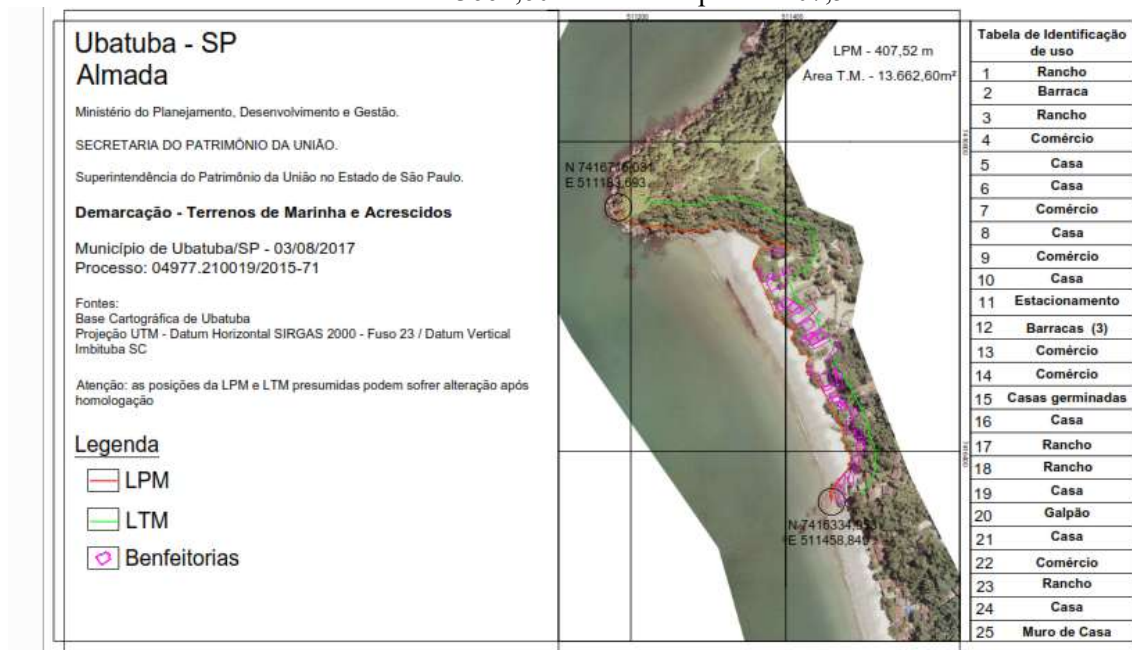 Ubatuba - SP
Almada
Ministério do Planejamento, Desenvolvimento e Gestão.
SECRETARIA DO PATRIMÔNIO DA UNIÃO.
Superintendência do Patrimônio da União no Estado de São Paulo.
Demarcação - Terrenos de Marinha e Acrescidos
Município de Ubatuba/SP - 03/08/2017
Processo: 04977.210019/2015-71
Fontes:
Base Cartográfica de Ubatuba
Projeção UTM - Datum Horizontal SIRGAS 2000 - Fuso 23 / Datum Vertical
Imbituba SC
Atenção: as posições da LPM e LTM presumidas podem sofrer alteração após
homologação
Legenda
LPM
LTM
Benfeitorias
511200
511400
LPM - 407,52 m
Área T.M. - 13.662,60m²
E 511458,849
Tabela de Identificação
de uso
1 Rancho
2 Barraca
3 Rancho
4 Comércio
5 Casa
6 Casa
7 Comércio
8 Casa
9 Comércio
10 Casa
11 Estacionamento
12 Barracas (3)
13 Comércio
14 Comércio
15 Casas germinadas
16 Casa
17 Rancho
18 Rancho
19 Casa
20 Galpão
21 Casa
22 Comércio
23 Rancho
24 Casa
25 Muro de Casa